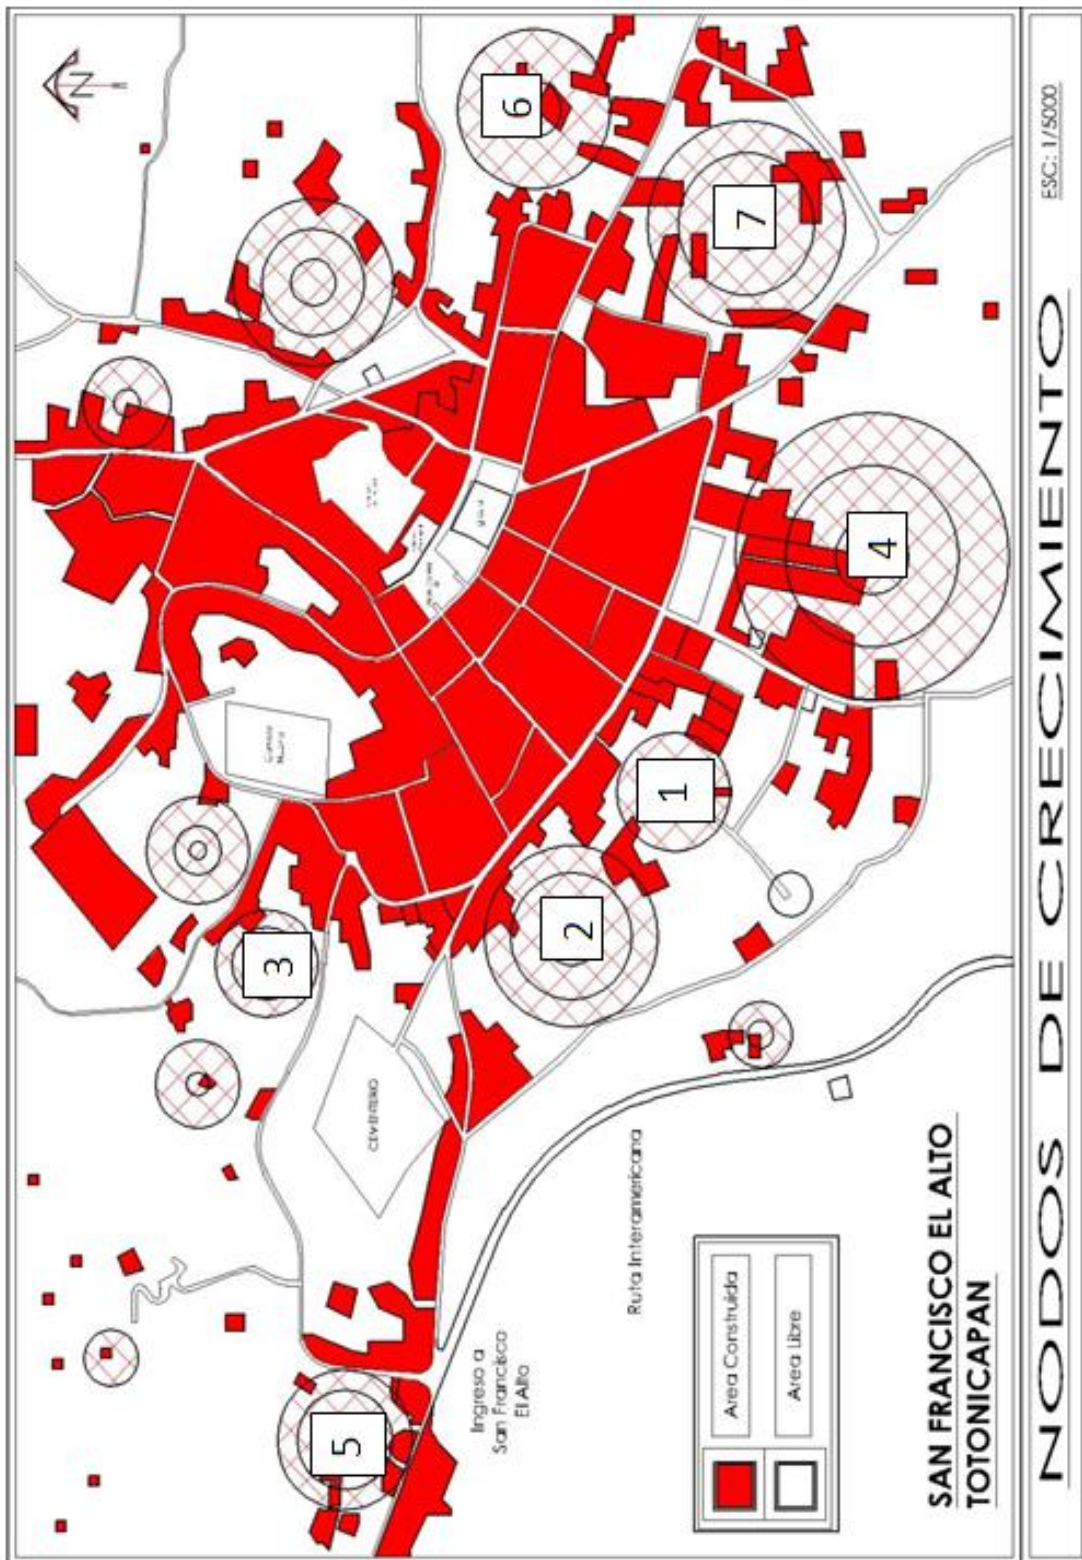 N
5
3
CEMENTERIO
6
2
1
7
4
Ingreso a
San Francisco
El Alto
Ruta Interamericana
Area Construida
Area Libre
SAN FRANCISCO EL ALTO
TOTONICAPAN
NODOS DE CRECIMIENTO
ESC: 1/5000